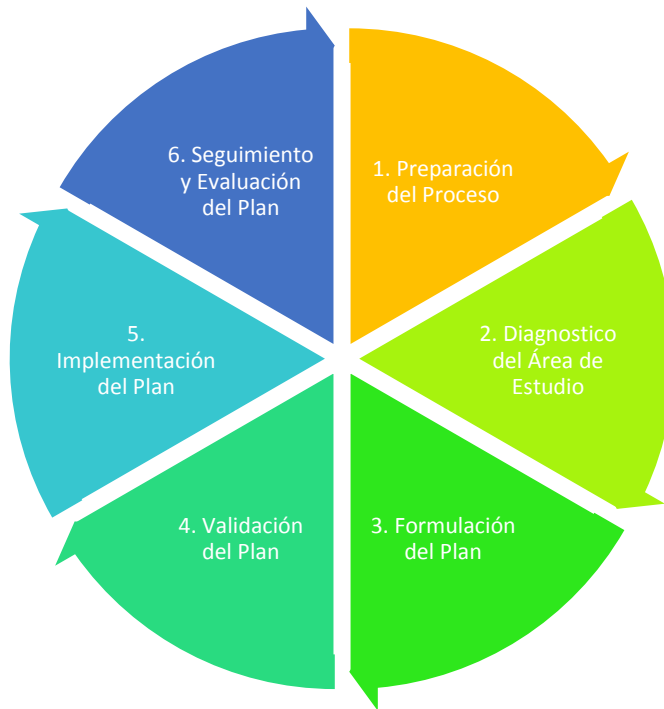 1. Preparación
del Proceso
2. Diagnostico
del Área de
Estudio
3. Formulación
del Plan
4. Validación
del Plan
5.
Implementación
del Plan
6. Seguimiento
y Evaluación
del Plan